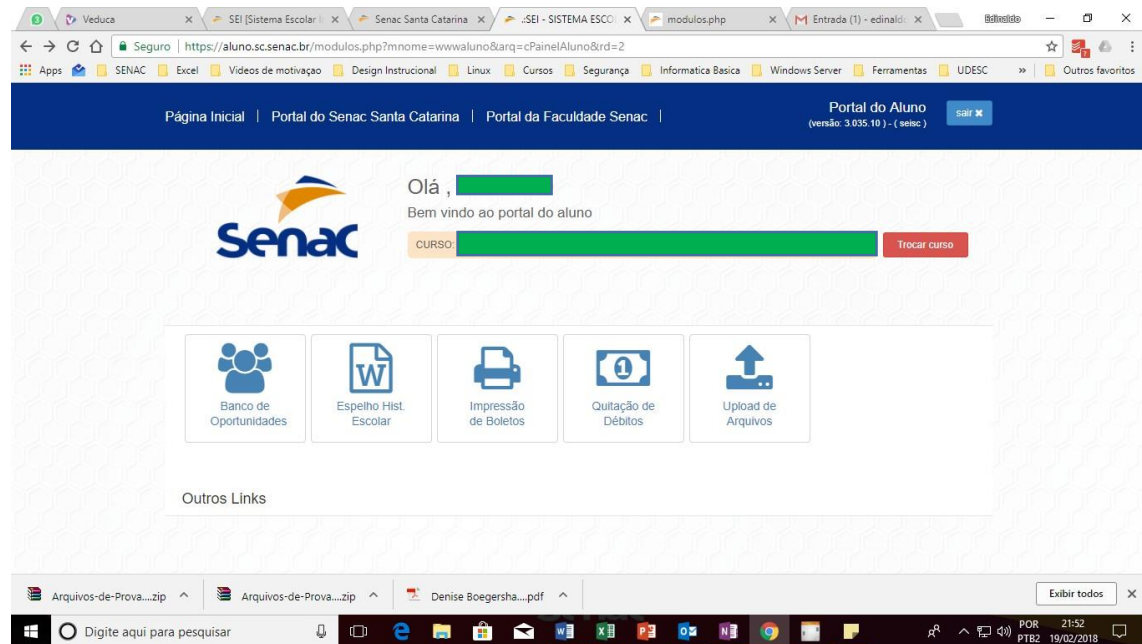 Veduca
SEI [Sistema Escolar I
Senac Santa Catarina
.:SEI - SISTEMA ESCO
modulos.php
Entrada (1) - edinald
Edinaldo
Seguro
https://aluno.sc.senac.br/modulos.php?mnome=wwwaluno&arq=cPainelAluno&rd=2
Apps
SENAC
Excel
Videos de motivaçao
Design Instrucional
Linux
Cursos
Segurança
Informatica Basica
Windows Server
Ferramentas
UDESC
»
Outros favoritos
Página Inicial | Portal do Senac Santa Catarina | Portal da Faculdade Senac |
Portal do Aluno
(versão: 3.035.10 ) - ( seisc )
sair
Senac
Olá ,
Bem vindo ao portal do aluno
CURSO:
Trocar curso
Banco de
Oportunidades
W
Espelho Hist.
Escolar
Impressão
de Boletos
1
Quitação de
Débitos
Upload de
Arquivos
Outros Links
Arquivos-de-Prova....zip
Arquivos-de-Prova....zip
Denise Boegersha....pdf
Exibir todos
Digite aqui para pesquisar
POR
PTB2
21:52
19/02/2018